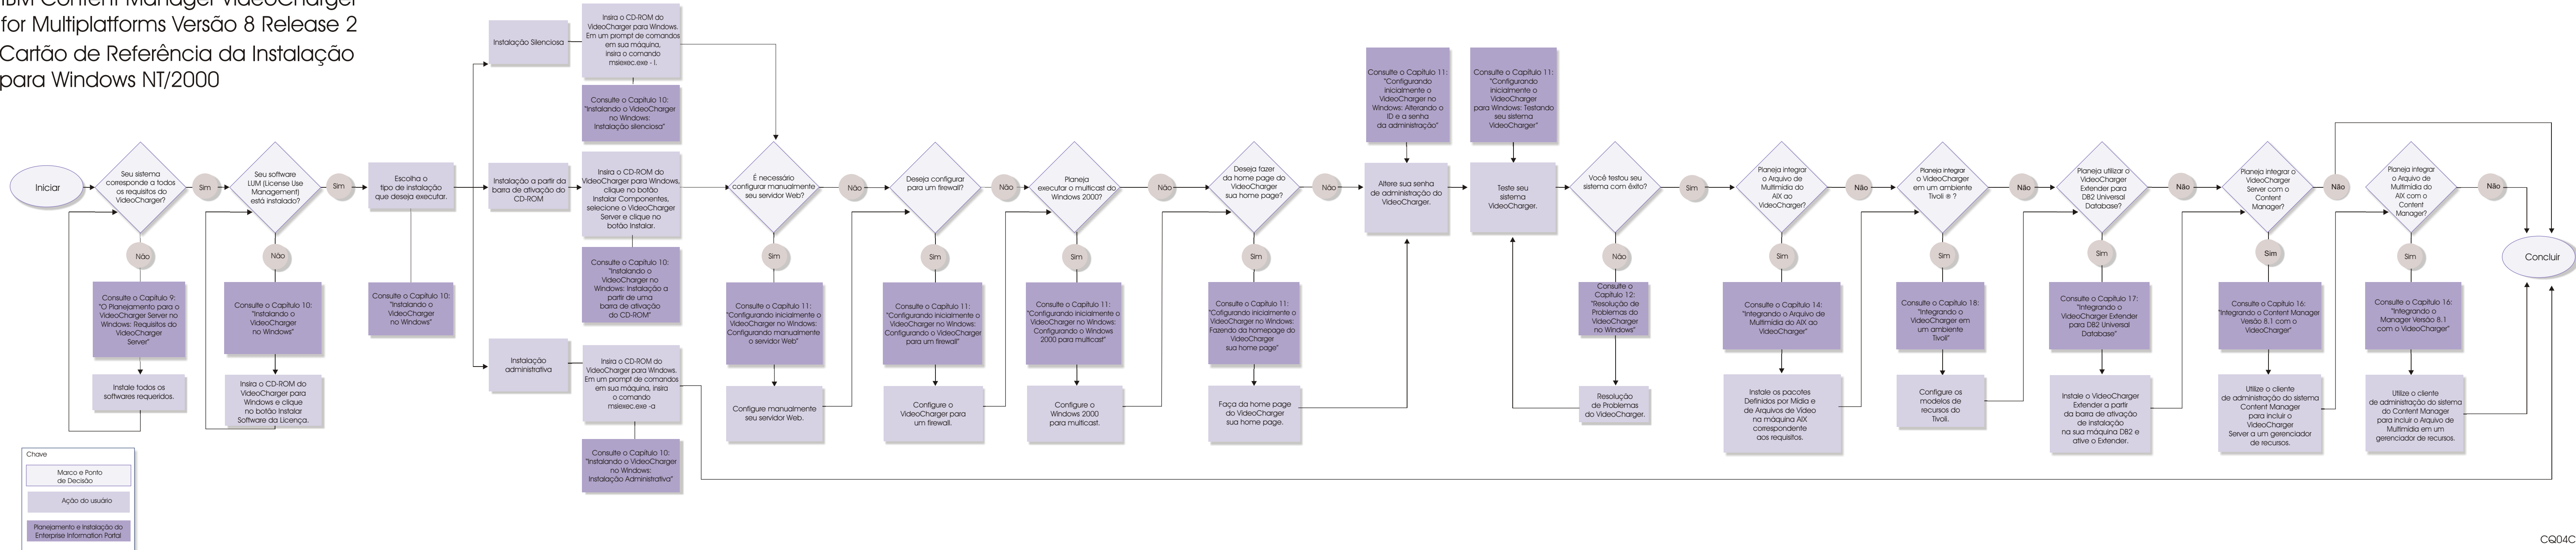 IBM Content Manager VideoCharger
for Multiplatforms Versão 8 Release 2
Cartão de Referência da Instalação
para Windows NT/2000
Iniciar
Seu sistema
corresponde a todos
os requisitos do
VideoCharger?
Sim
Não
Consulte o Capítulo 9:
"O Planejamento para o
VideoCharger Server no
Windows: Requisitos do
VideoCharger
Server"
Instale todos os
softwares requeridos.
Seu software
LUM (License Use
Management)
está instalado?
Sim
Não
Consulte o Capítulo 10:
"Instalando o
VideoCharger
no Windows"
Insira o CD-ROM do
VideoCharger para
Windows e clique
no botão Instalar
Software da Licença.
Escolha o
tipo de instalação
que deseja executar.
Consulte o Capítulo 10:
"Instalando o
VideoCharger
no Windows"
Instalação Silenciosa
Insira o CD-ROM do
VideoCharger para Windows.
Em um prompt de comandos
em sua máquina,
insira o comando
msiexec.exe - i.
Consulte o Capítulo 10:
"Instalando o VideoCharger
no Windows:
Instalação silenciosa"
Instalação a partir da
barra de ativação do
CD-ROM
Insira o CD-ROM do
VideoCharger para Windows,
clique no botão
Instalar Componentes,
selecione o VideoCharger
Server e clique no
botão Instalar.
Consulte o Capítulo 10:
"Instalando o
VideoCharger no
Windows: Instalação a
partir de uma
barra de ativação
do CD-ROM"
Instalação
administrativa
Insira o CD-ROM do
VideoCharger para Windows.
Em um prompt de comandos
em sua máquina, insira
o comando
msiexec.exe -a
Consulte o Capítulo 10:
"Instalando o VideoCharger
no Windows:
Instalação Administrativa"
É necessário
configurar manualmente
seu servidor Web?
Não
Sim
Consulte o Capítulo 11:
"Configurando inicialmente o
VideoCharger no Windows:
Configurando manualmente
o servidor Web"
Configure manualmente
seu servidor Web.
Deseja configurar
para um firewall?
Não
Sim
Consulte o Capítulo 11:
"Configurando inicialmente o
VideoCharger no Windows:
Configurando o VideoCharger
para um firewall"
Configure o
VideoCharger para
um firewall.
Planeja
executar o multicast do
Windows 2000?
Não
Sim
Consulte o Capítulo 11:
"Configurando inicialmente o
VideoCharger no Windows:
Configurando o Windows
2000 para multicast"
Configure o
Windows 2000
para multicast.
Deseja fazer
da home page do
VideoCharger
sua home page?
Não
Sim
Consulte o Capítulo 11:
"Cofigurando inicialmente o
VideoCharger no Windows:
Fazendo da homepage do
VideoCharger
sua home page"
Faça da home page
do VideoCharger
sua home page.
Consulte o Capítulo 11:
"Configurando
inicialmente o
VideoCharger no
Windows: Alterando o
ID e a senha
da administração"
Altere sua senha
de administração do
VideoCharger.
Consulte o Capítulo 11:
"Configurando
inicialmente o
VideoCharger
para Windows: Testando
seu sistema
VideoCharger"
Teste seu
sistema
VideoCharger.
Você testou seu
sistema com êxito?
Sim
Não
Consulte o
Capítulo 12:
"Resolução de
Problemas do
VideoCharger
no Windows"
Resolução
de Problemas
do VideoCharger.
Planeja integrar
o Arquivo de
Multimídia do
AIX ao
VideoCharger?
Não
Sim
Consulte o Capítulo 14:
"Integrando o Arquivo de
Multimídia do AIX ao
VideoCharger"
Instale os pacotes
Definidos por Mídia e
de Arquivos de Vídeo
na máquina AIX
correspondente
aos requisitos.
Planeja integrar
o VideoCharger
em um ambiente
Tivoli ® ?
Não
Sim
Consulte o Capítulo 18:
"Integrando o
VideoCharger em
um ambiente
Tivoli"
Configure os
modelos de
recursos do
Tivoli.
Planeja utilizar o
VideoCharger
Extender para
DB2 Universal
Database?
Não
Sim
Consulte o Capítulo 17:
"Integrando o
VideoCharger Extender
para DB2 Universal
Database"
Instale o VideoCharger
Extender a partir
da barra de ativação
de instalação
na sua máquina DB2 e
ative o Extender.
Planeja integrar o
VideoCharger
Server com o
Content
Manager?
Não
Sim
Consulte o Capítulo 16:
"Integrando o Content Manager
Versão 8.1 com o
VideoCharger"
Utilize o cliente
de administração do sistema
Content Manager
para incluir o
VideoCharger
Server a um gerenciador
de recursos.
Planeja integrar
o Arquivo de
Multimídia do
AIX com o
Content
Manager?
Não
Sim
Consulte o Capítulo 16:
"Integrando o
Manager Versão 8.1
com o VideoCharger"
Utilize o cliente
de administração do sistema
do Content Manager
para incluir o Arquivo de
Multimídia em um
gerenciador de recursos.
Concluir
Chave
Marco e Ponto
de Decisão
Ação do usuário
Planejamento e Instalação do
Enterprise Information Portal
CQ04C